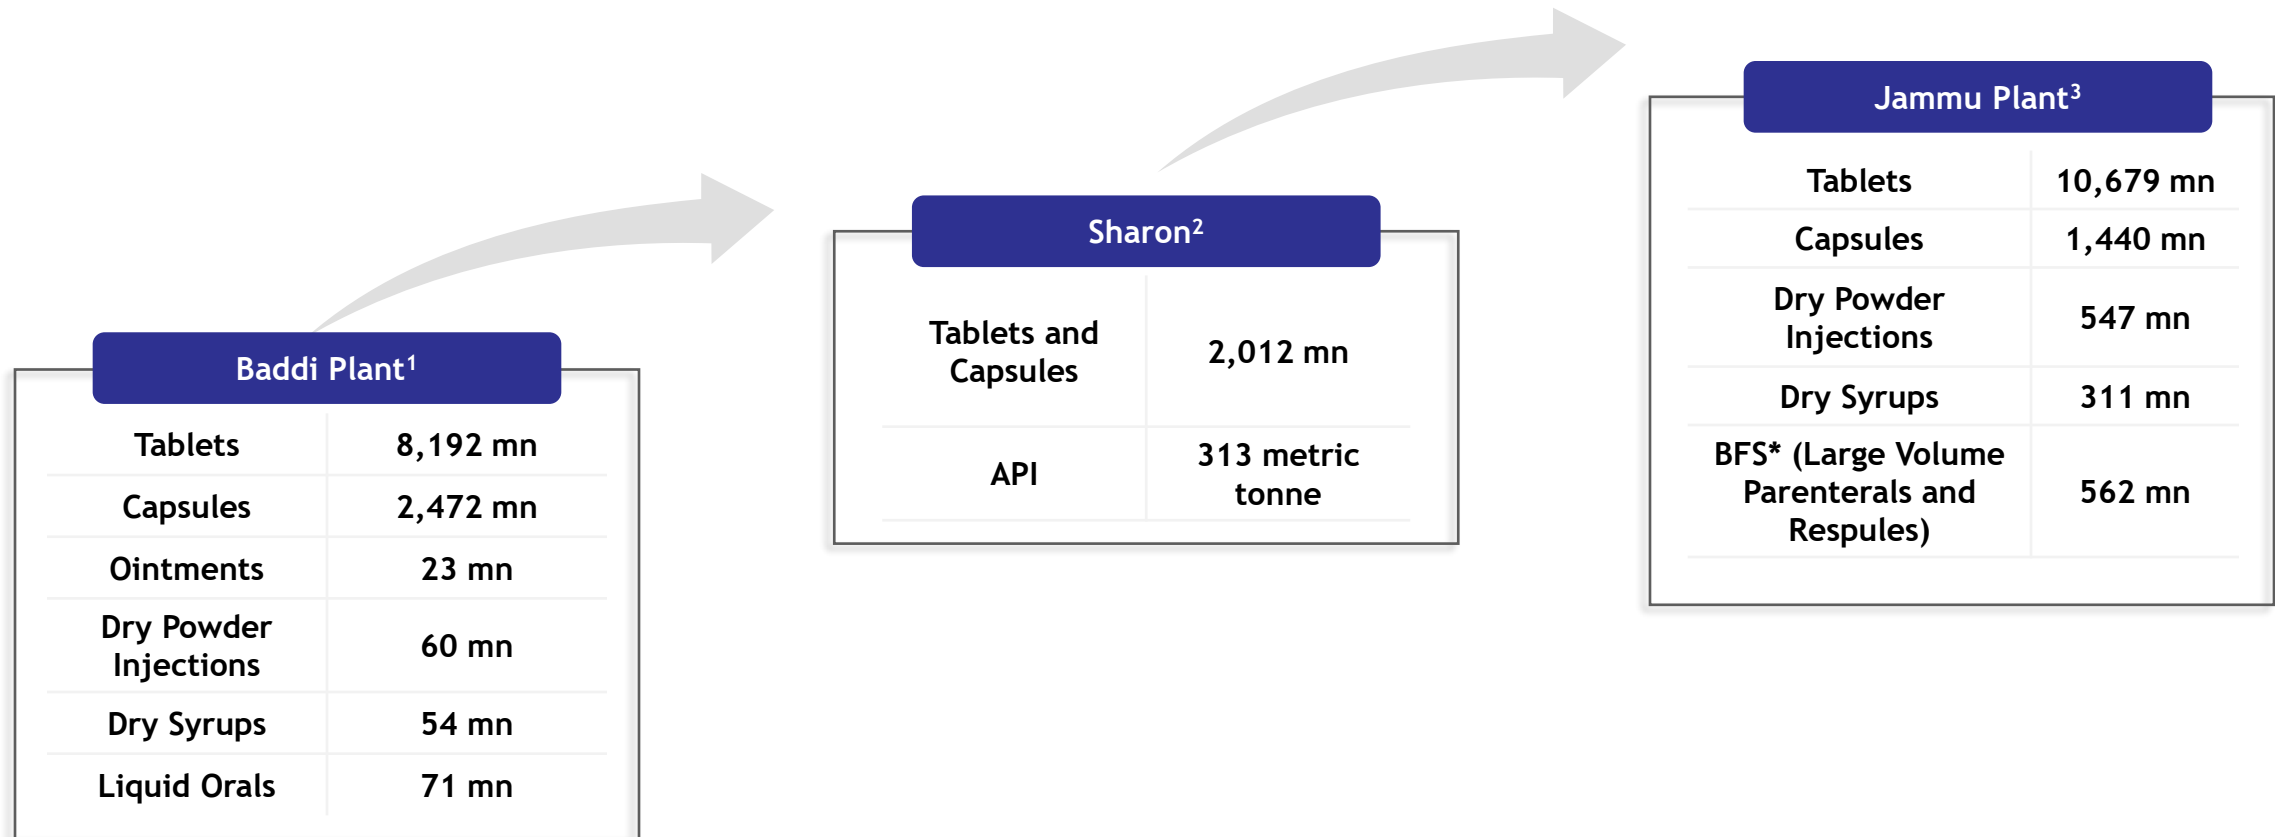 Baddi Plant¹
Tablets 8,192 mn
Capsules 2,472 mn
Ointments 23 mn
Dry Powder
Injections
60 mn
Dry Syrups 54 mn
Liquid Orals 71 mn
Sharon²
Tablets and
Capsules
2,012 mn
API
313 metric
tonne
Jammu Plant³
Tablets 10,679 mn
Capsules 1,440 mn
Dry Powder
Injections
547 mn
Dry Syrups 311 mn
BFS* (Large Volume
Parenterals and
Respules)
562 mn